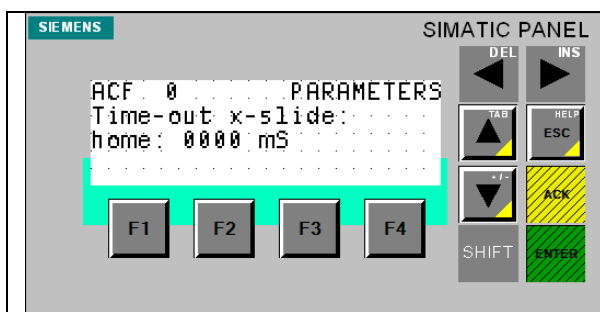 SIEMENS
SIMATIC PANEL
DEL
INS
ACF 0 PARAMETERS
Time-out x-slide:
home: 0000 mS
TAB
HELP
ESC
+/-
ACK
F1
F2
F3
F4
SHIFT
ENTER